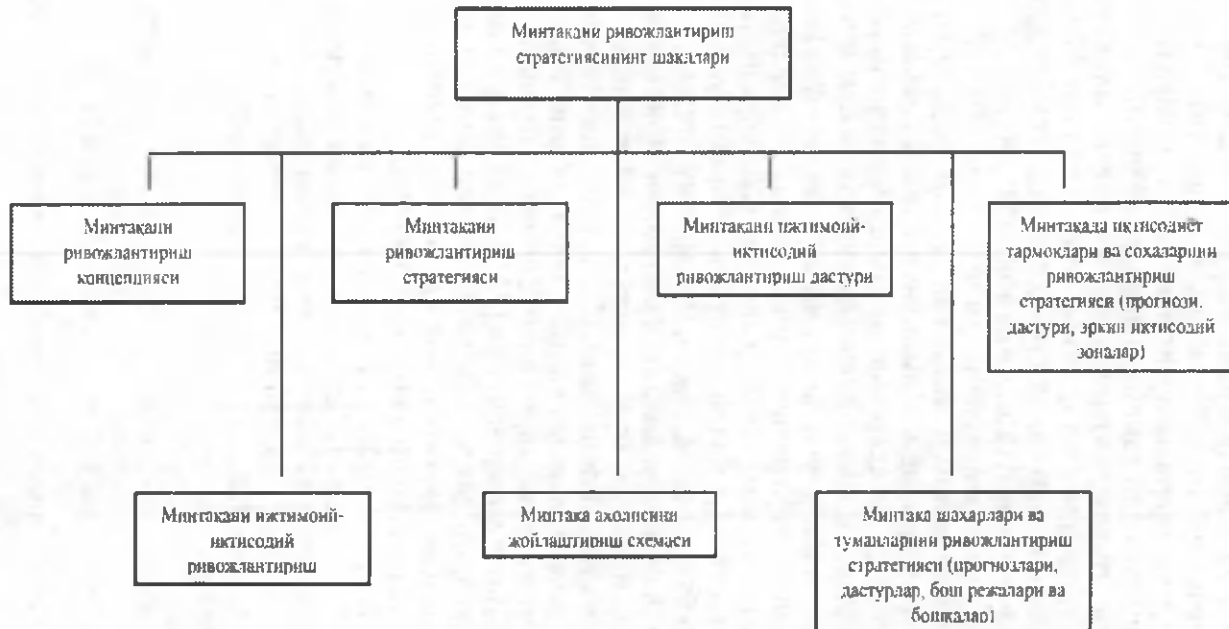 Минтакани ривожлантириш
стратегиясининг шакллари
Минтакани
ривожлантириш
концепцияси
Минтакани
ривожлантириш
стратегияси
Минтакани ижтимоий-
иктисодий
ривожлантириш дастури
Минтакада иктисодиёт
тармоклари ва сохаларини
ривожлантириш
стратегияси (прогнози,
дастури, эркин иктисодий
зоналар)
Минтакани ижтимоий-
иктисодий
ривожлантириш
Минтака ахолисини
жойлаштириш схемаси
Минтака шахарлари ва
туманларнини ривожлантириш
стратегияси (прогнозлари,
дастурлар, бош режалари ва
бошкалар)